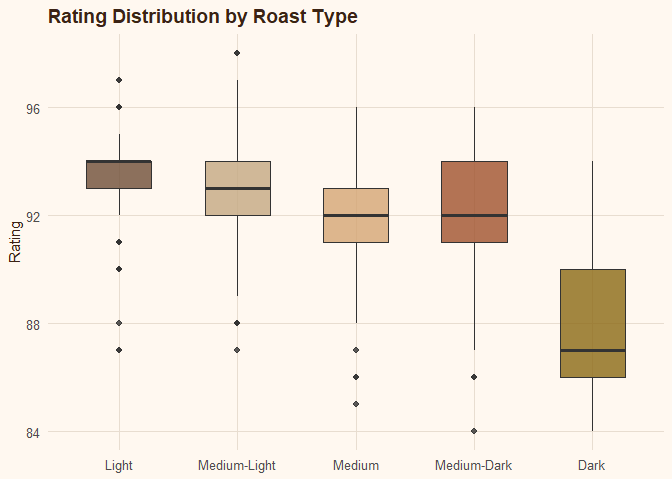 Rating Distribution by Roast Type
Rating
96
92
88
84
Light
Medium-Light
Medium
Medium-Dark
Dark